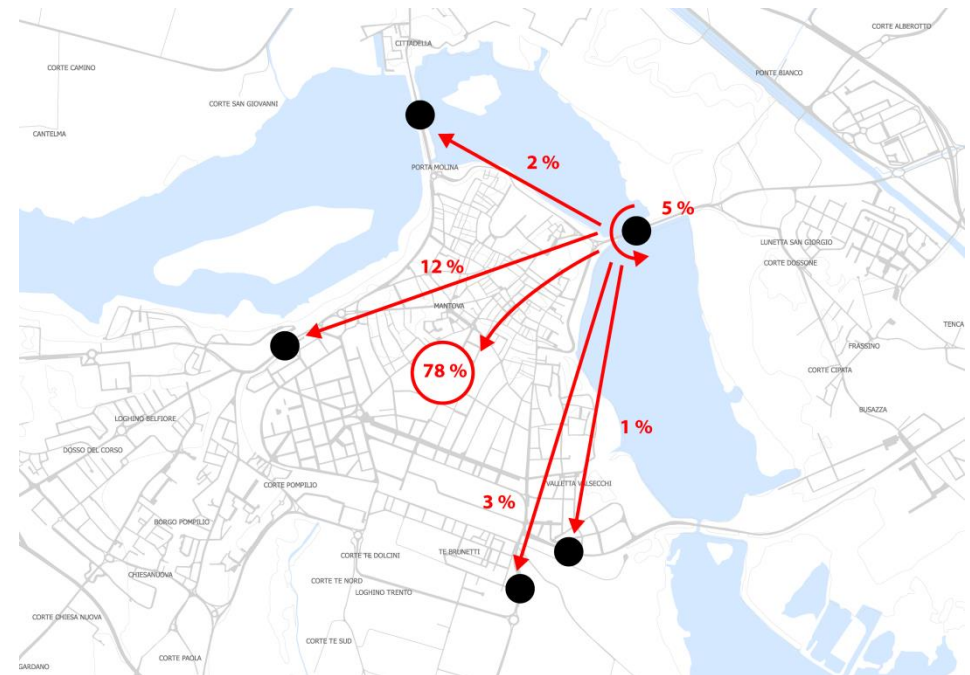 CORTE ALBEROTTO
CITTADELLA
CORTE CAMINO
PONTE BIANCO
CORTE SAN GIOVANNI
CANTELMA
2 %
PORTA MOLINA
5 %
LUNETTA SAN GIORGIO
CORTE DOSSONE
12 %
MANTOVA
TENCA
FRASSINO
78 %
CORTE CIPATA
BUSAZZA
LOGHINO BELFIORE
1 %
DOSSO DEL CORSO
CORTE POMPILIO
VALLETTA VALSECCHI
3 %
BORGO POMPILIO
CORTE TE DOLCINI
TE BRUNETTI
CHIESANUOVA
CORTE TE NORD
LOGHINO TRENTO
CORTE CHIESA NUOVA
CORTE TE SUD
CORTE PAOLA
GARDANO